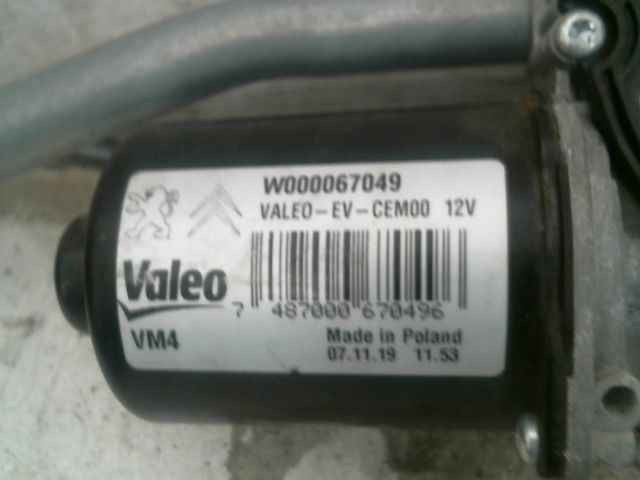 W000067049
VALEO-EV-CEM00 12V
Valeo
7 487000 670496
VM4
Made in Poland
07.11.19 11.53